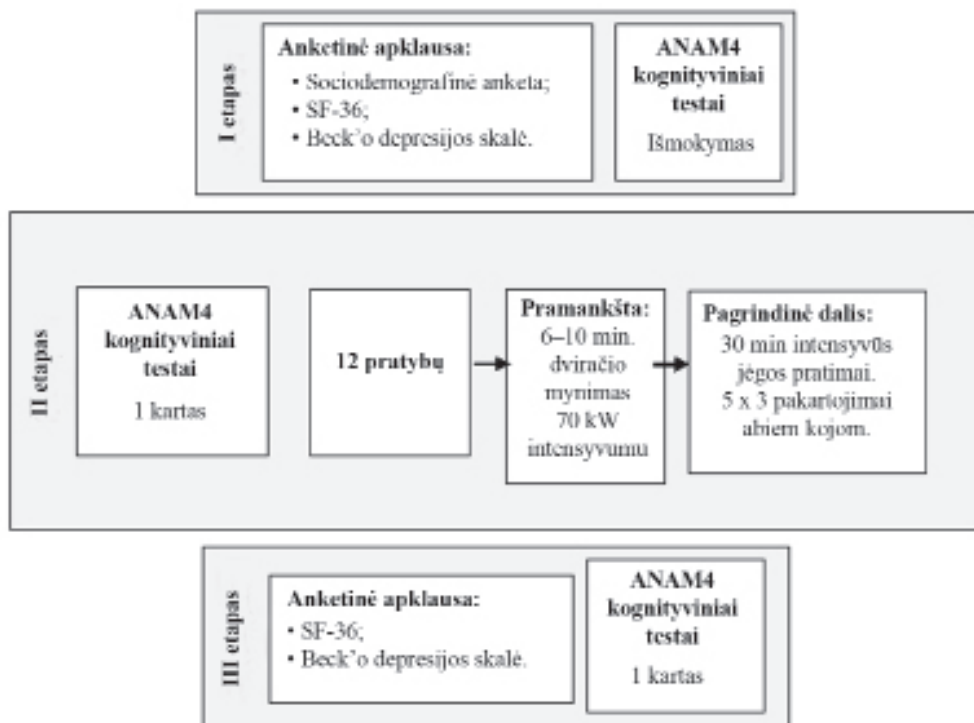 I etapas
Anketinė apklausa:
• Sociodemografinė anketa;
• SF-36;
• Beck’o depresijos skalė.
ANAM4
kognityviniai
testai
Išmokymas
II etapas
ANAM4
kognityviniai
testai
1 kartas
12 pratybų
Pramankšta:
6–10 min.
dviračio
mynimas
70 kW
intensyvumu
Pagrindinė dalis:
30 min intensyvūs
jėgos pratimai.
5 x 3 pakartojimai
abiem kojom.
III etapas
Anketinė apklausa:
• SF-36;
• Beck’o depresijos skalė.
ANAM4
kognityviniai
testai
1 kartas